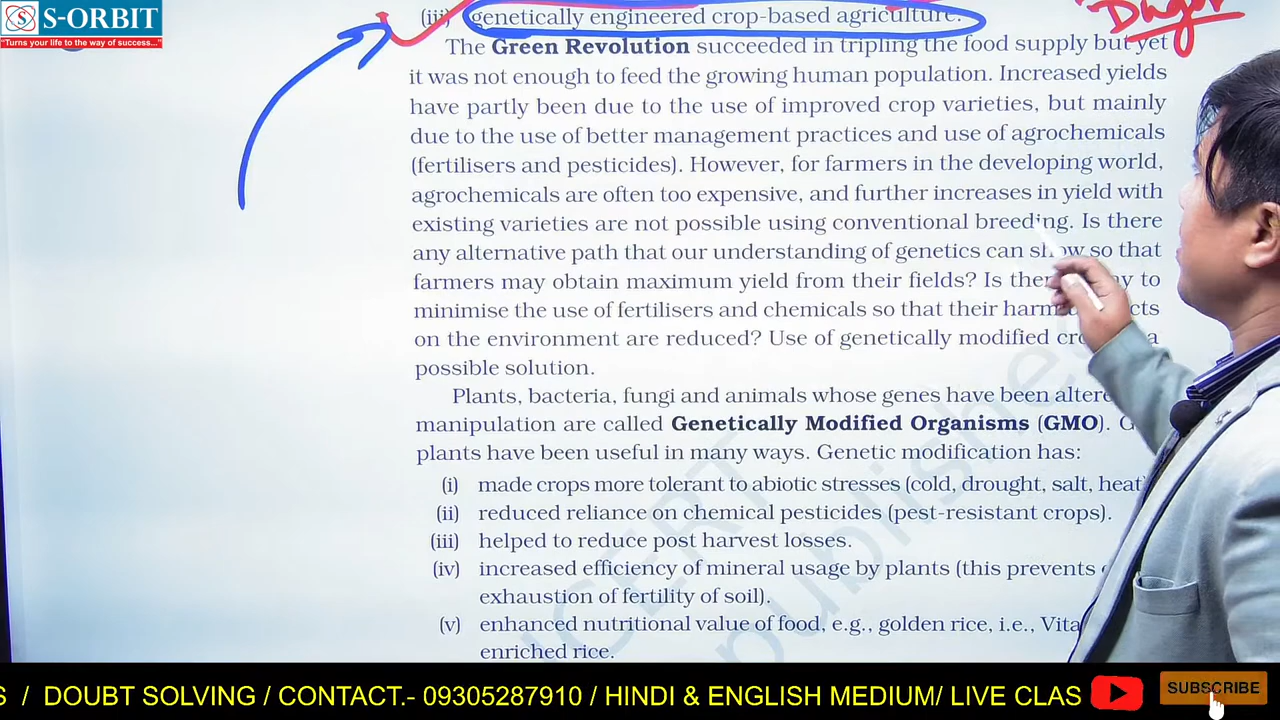 S-ORBIT
"Turns your life to the way of success..."
(iii) genetically engineered crop-based agriculture.
The Green Revolution succeeded in tripling the food supply but yet
it was not enough to feed the growing human population. Increased yields
have partly been due to the use of improved crop varieties, but mainly
due to the use of better management practices and use of agrochemicals
(fertilisers and pesticides). However, for farmers in the developing world,
agrochemicals are often too expensive, and further increases in yield with
existing varieties are not possible using conventional breeding. Is there
any alternative path that our understanding of genetics can show so that
farmers may obtain maximum yield from their fields? Is there to
minimise the use of fertilisers and chemicals so that their
on the environment are reduced? Use of genetically modified a
possible solution.
Plants, bacteria, fungi and animals whose genes have been altered
manipulation are called Genetically Modified Organisms (GMO).
plants have been useful in many ways. Genetic modification has:
(i) made crops more tolerant to abiotic stresses (cold, drought, salt, heat)
(ii) reduced reliance on chemical pesticides (pest-resistant crops).
(iii) helped to reduce post harvest losses.
(iv) increased efficiency of mineral usage by plants (this prevents
exhaustion of fertility of soil).
(v) enhanced nutritional value of food, e.g., golden rice, i.e.,
enriched rice.
S / DOUBT SOLVING / CONTACT.- 09305287910 / HINDI & ENGLISH MEDIUM/ LIVE CLAS
SUBSCRIBE